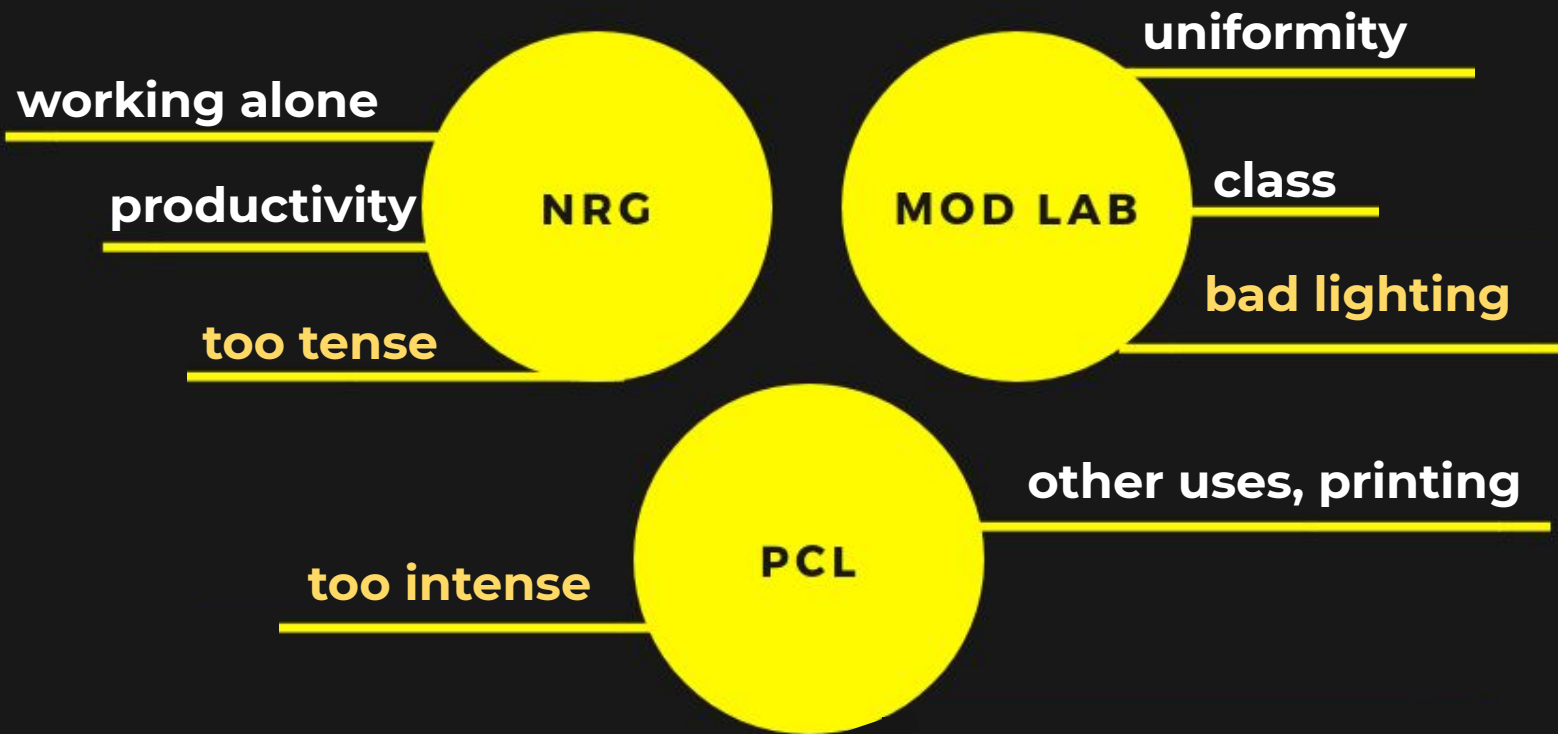 uniformity
working alone
class
productivity
NRG
MOD LAB
bad lighting
too tense
other uses, printing
PCL
too intense